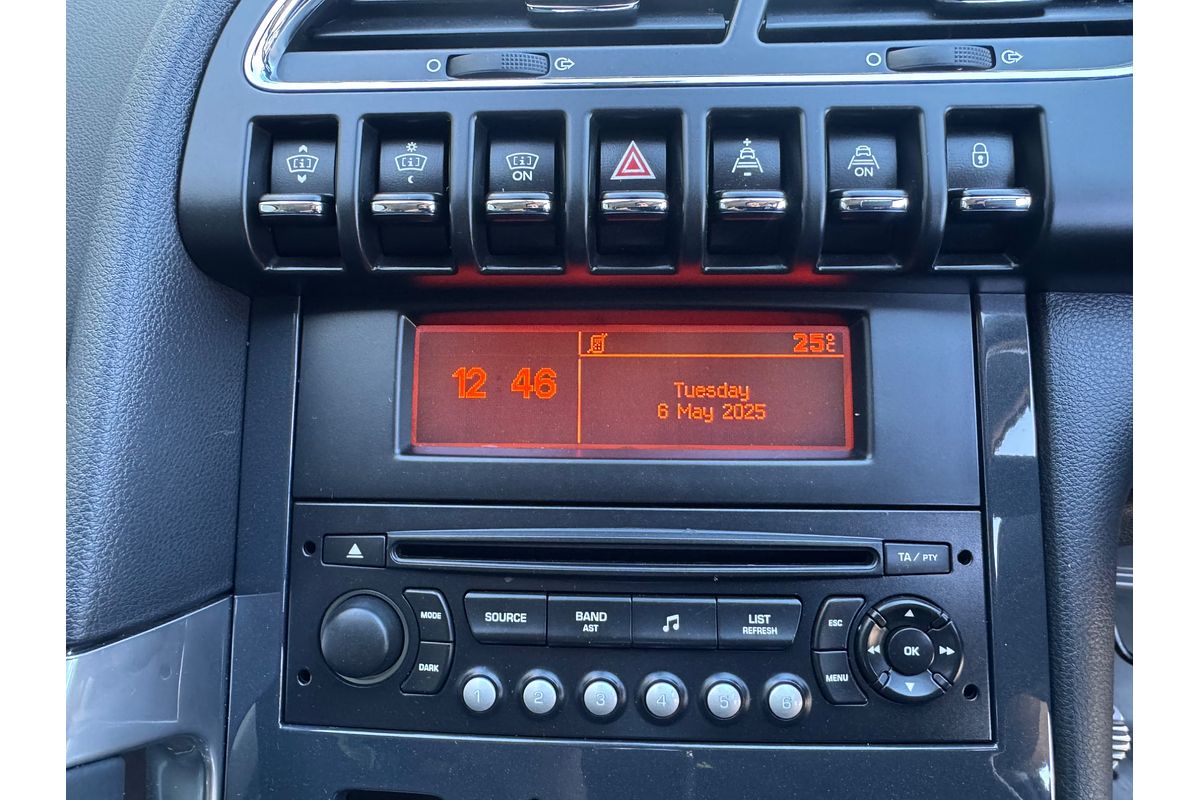 ON
ON
25°C
12 46
Tuesday
6 May 2025
TA / PTY
MODE
SOURCE
BAND
AST
LIST
REFRESH
ESC
DARK
MENU
OK
1 2 3 4 5 6